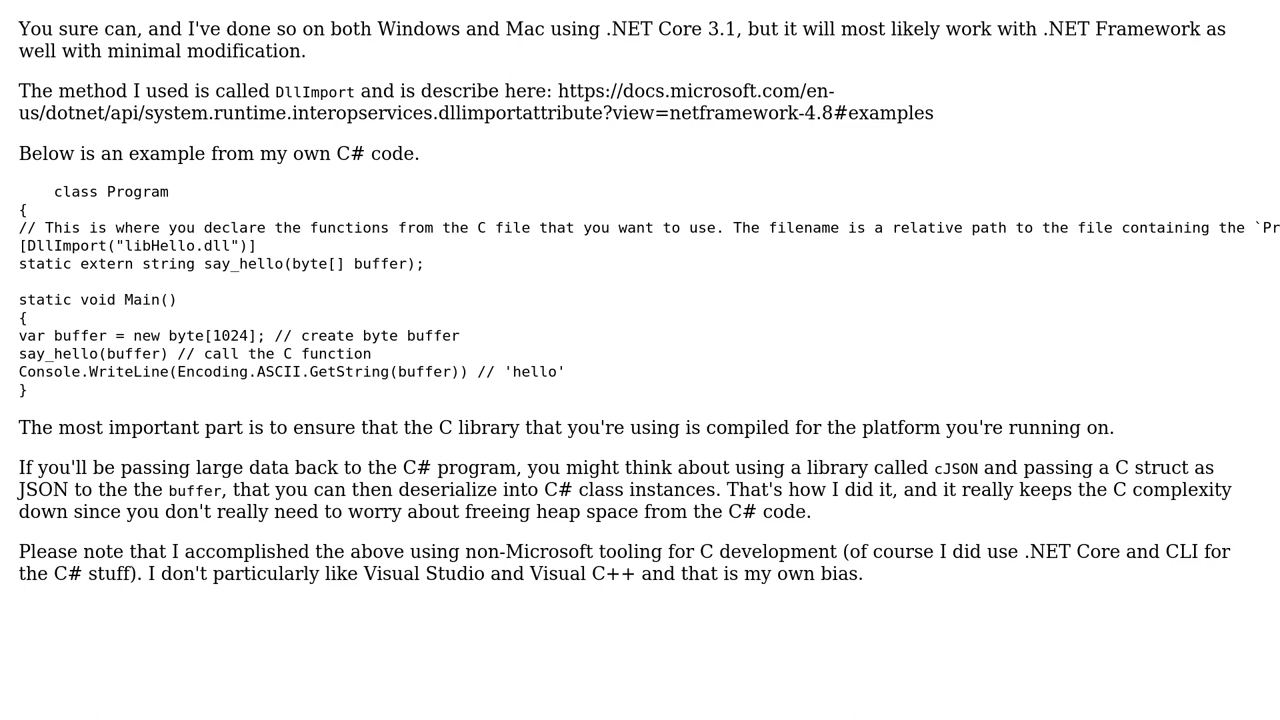 You sure can, and I've done so on both Windows and Mac using .NET Core 3.1, but it will most likely work with .NET Framework as
well with minimal modification.
The method I used is called DllImport and is describe here: https://docs.microsoft.com/en-
us/dotnet/api/system.runtime.interopservices.dllimportattribute?view=netframework-4.8#examples
Below is an example from my own C# code.
class Program
{
// This is where you declare the functions from the C file that you want to use. The filename is a relative path to the file containing the `Pr
[DllImport("libHello.dll")]
static extern string say_hello(byte[] buffer);
static void Main()
{
var buffer = new byte[1024]; // create byte buffer
say_hello(buffer) // call the C function
Console.WriteLine(Encoding.ASCII.GetString(buffer)) // 'hello'
}
The most important part is to ensure that the C library that you're using is compiled for the platform you're running on.
If you'll be passing large data back to the C# program, you might think about using a library called cJSON and passing a C struct as
JSON to the the buffer, that you can then deserialize into C# class instances. That's how I did it, and it really keeps the C complexity
down since you don't really need to worry about freeing heap space from the C# code.
Please note that I accomplished the above using non-Microsoft tooling for C development (of course I did use .NET Core and CLI for
the C# stuff). I don't particularly like Visual Studio and Visual C++ and that is my own bias.